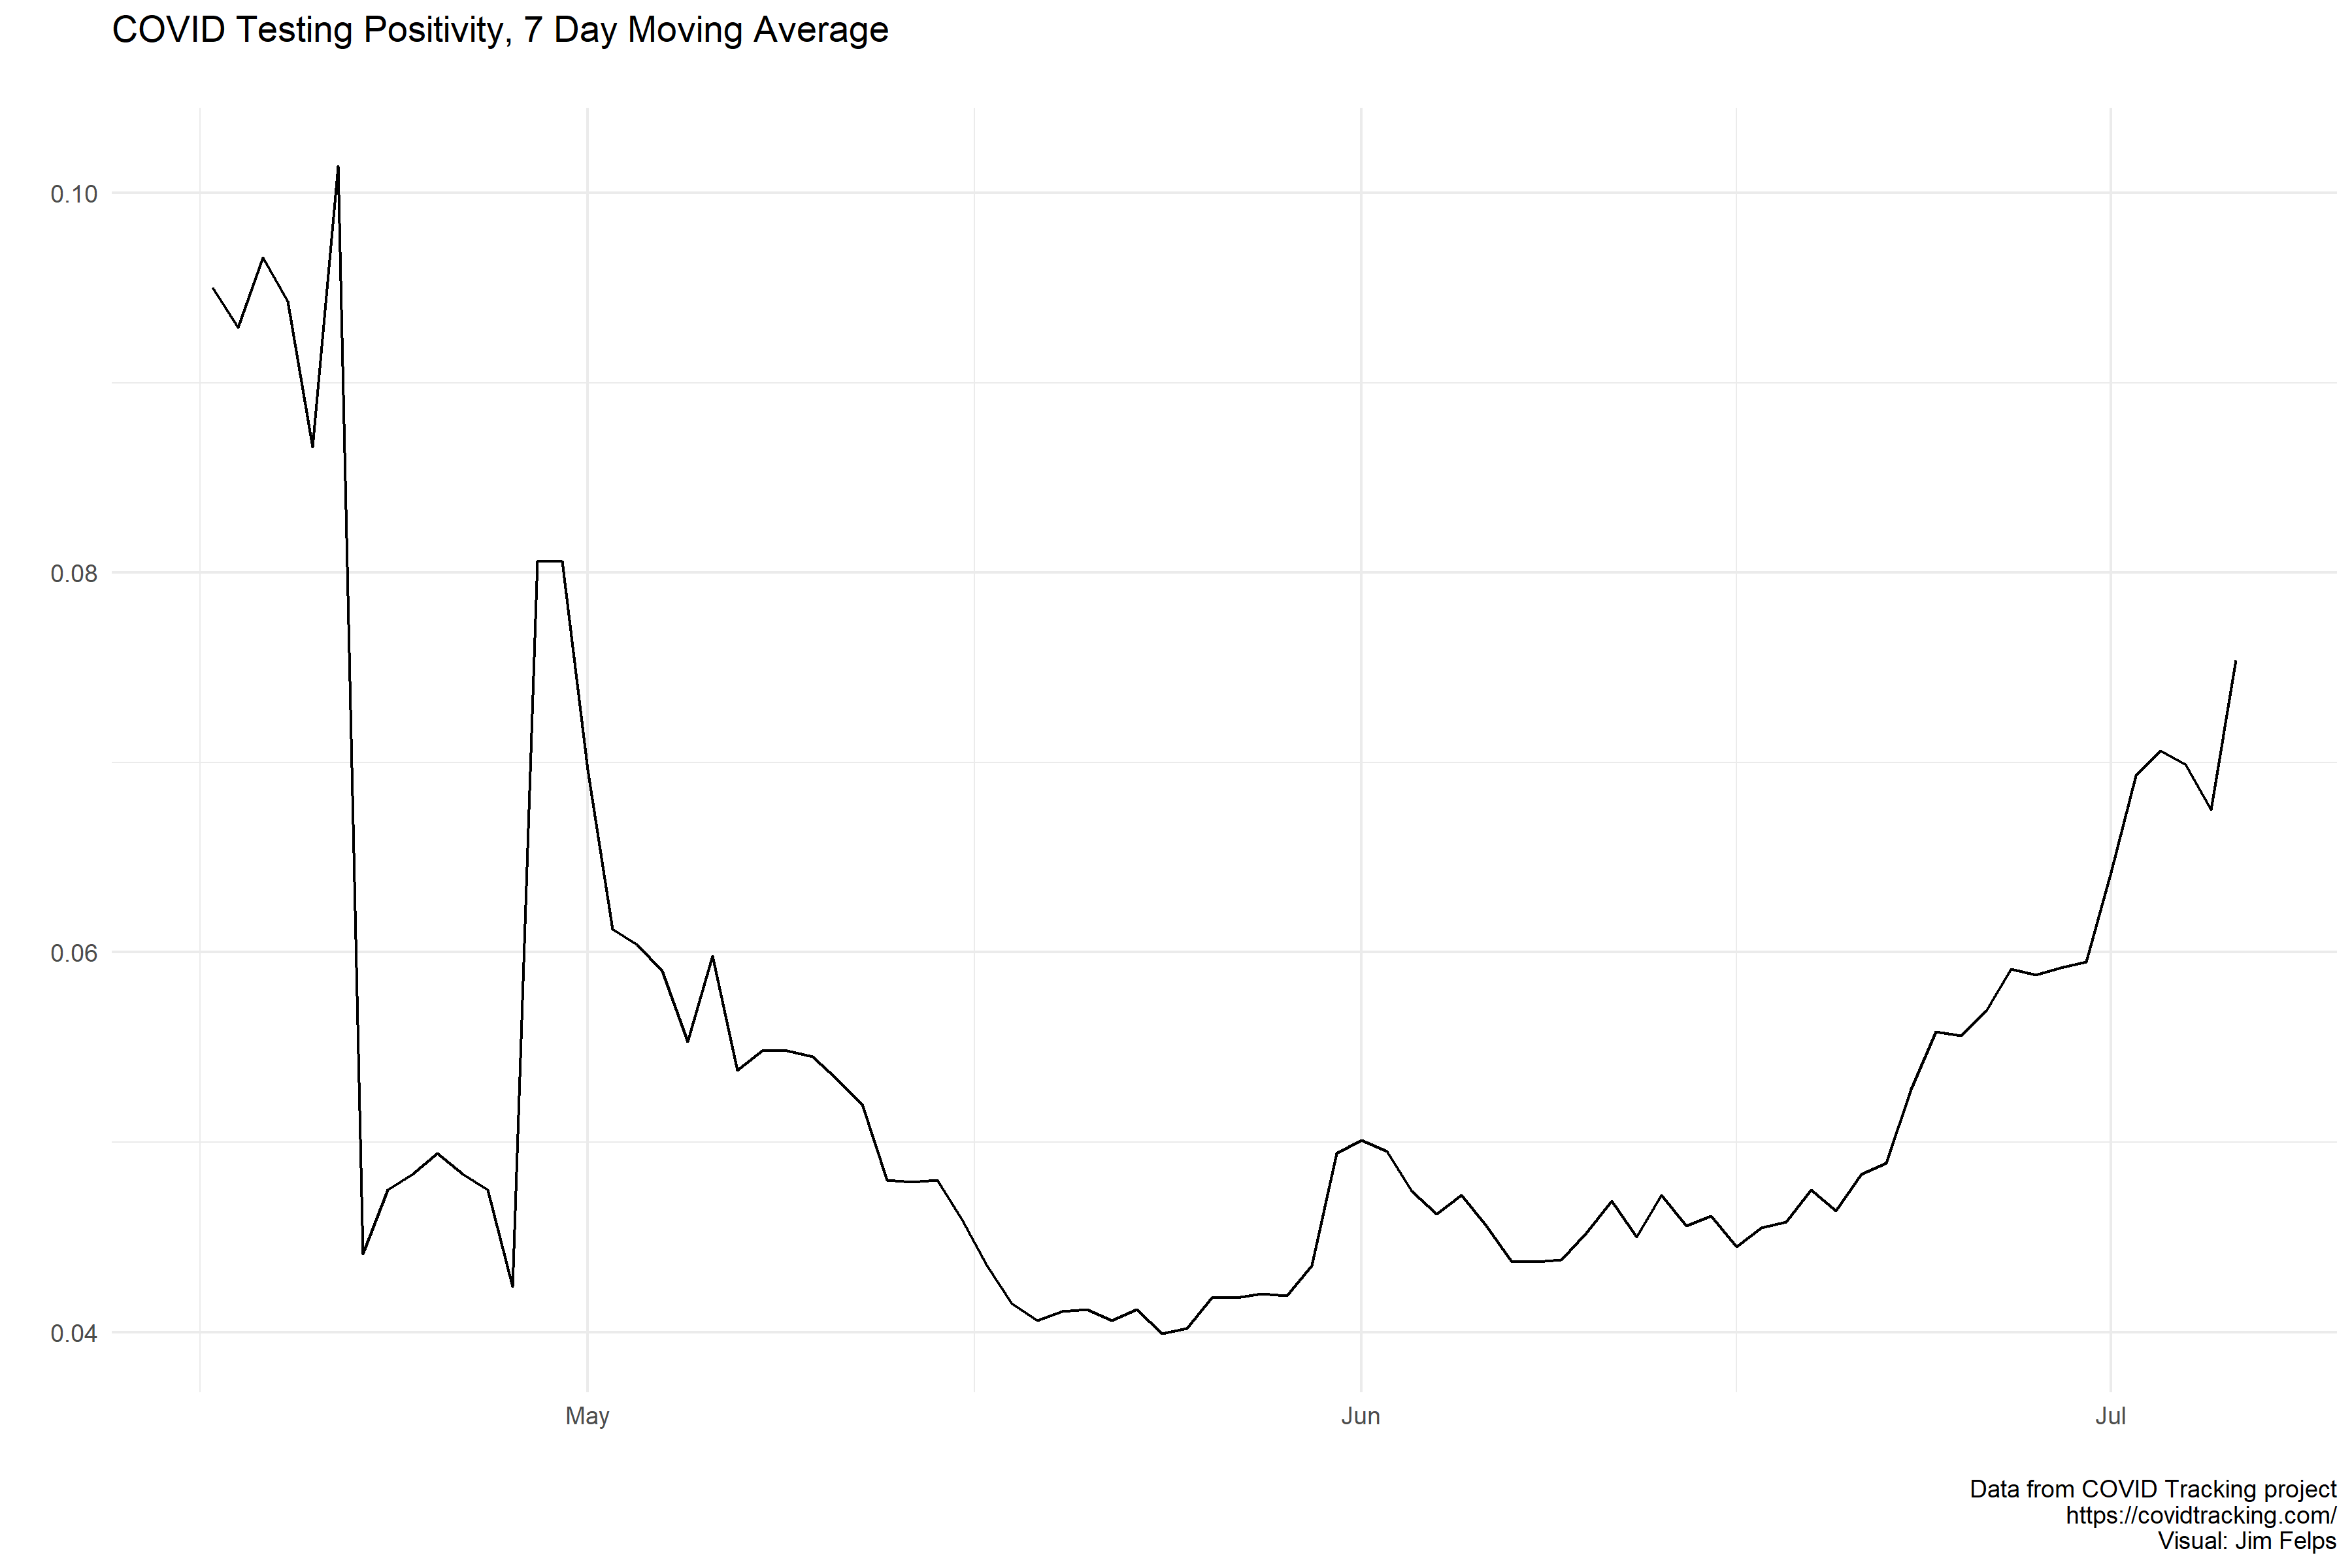 COVID Testing Positivity, 7 Day Moving Average
0.10
0.08
0.06
0.04
May Jun Jul
Data from COVID Tracking project
https://covidtracking.com/
Visual: Jim Felps